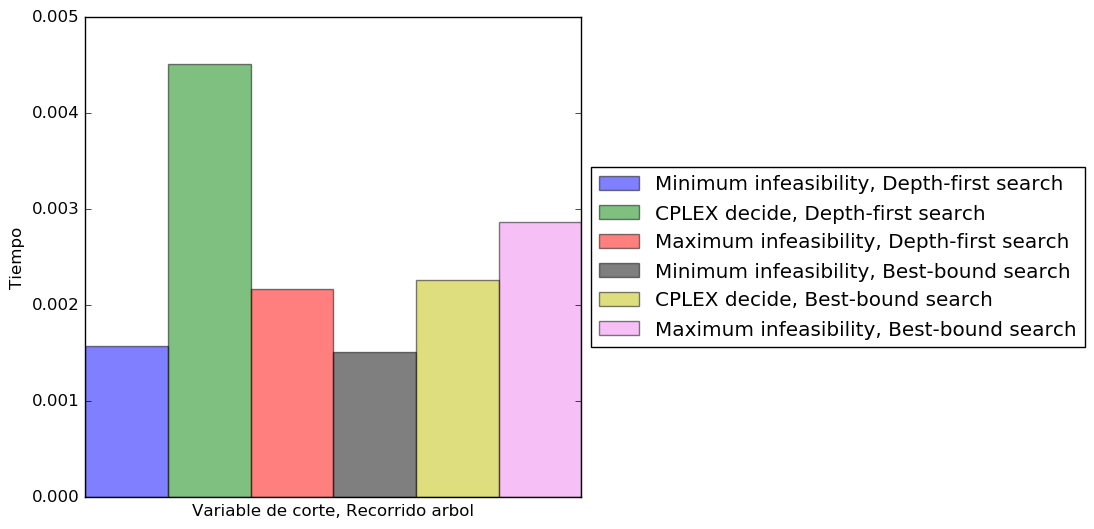 0.005
0.004
0.003
0.002
0.001
0.000
Tiempo
Variable de corte, Recorrido arbol
Minimum infeasibility, Depth-first search
CPLEX decide, Depth-first search
Maximum infeasibility, Depth-first search
Minimum infeasibility, Best-bound search
CPLEX decide, Best-bound search
Maximum infeasibility, Best-bound search